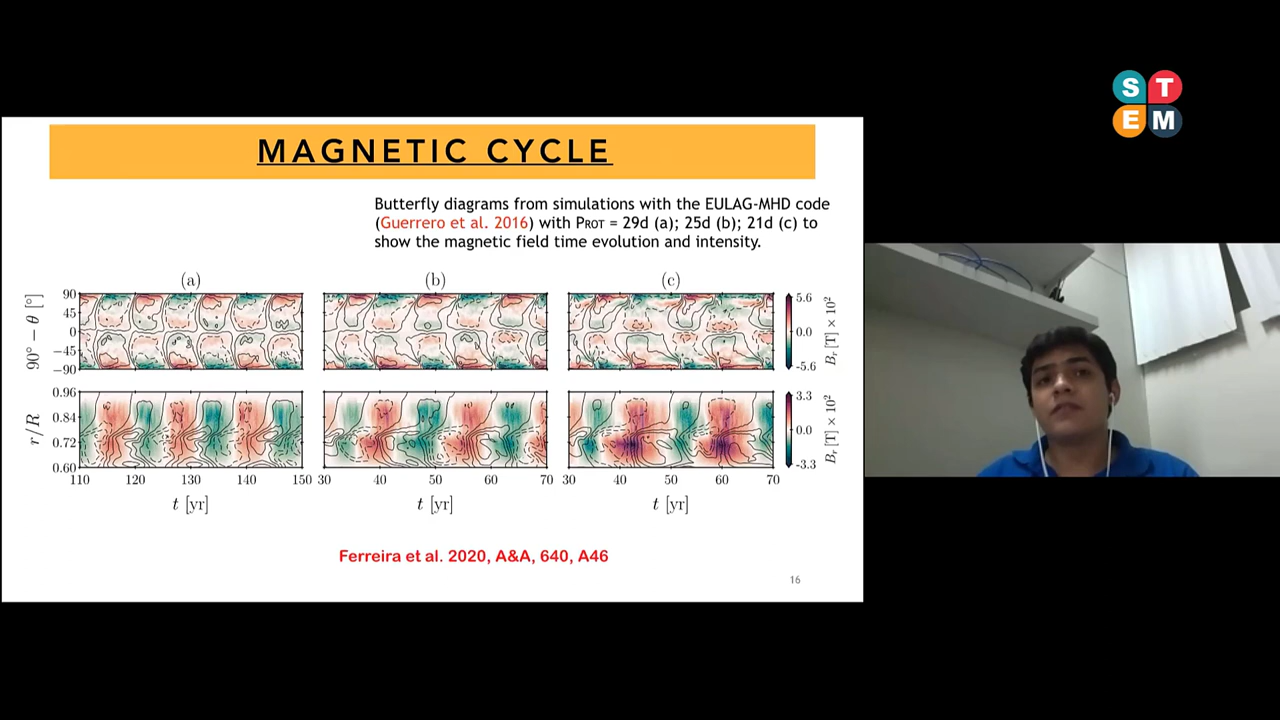 S T
E M
MAGNETIC CYCLE
Butterfly diagrams from simulations with the EULAG-MHD code
(Guerrero et al. 2016) with PROT = 29d (a); 25d (b); 21d (c) to
show the magnetic field time evolution and intensity.
(a) (b) (c)
90° − θ [°]
90
45
0
−45
−90
5.6
0.0
-5.6
Br [T] × 10²
r/R
0.96
0.84
0.72
0.60
3.3
0.0
-3.3
Br [T] × 10²
110 120 130 140 150 30 40 50 60 70 30 40 50 60 70
t [yr] t [yr] t [yr]
Ferreira et al. 2020, A&A, 640, A46
16